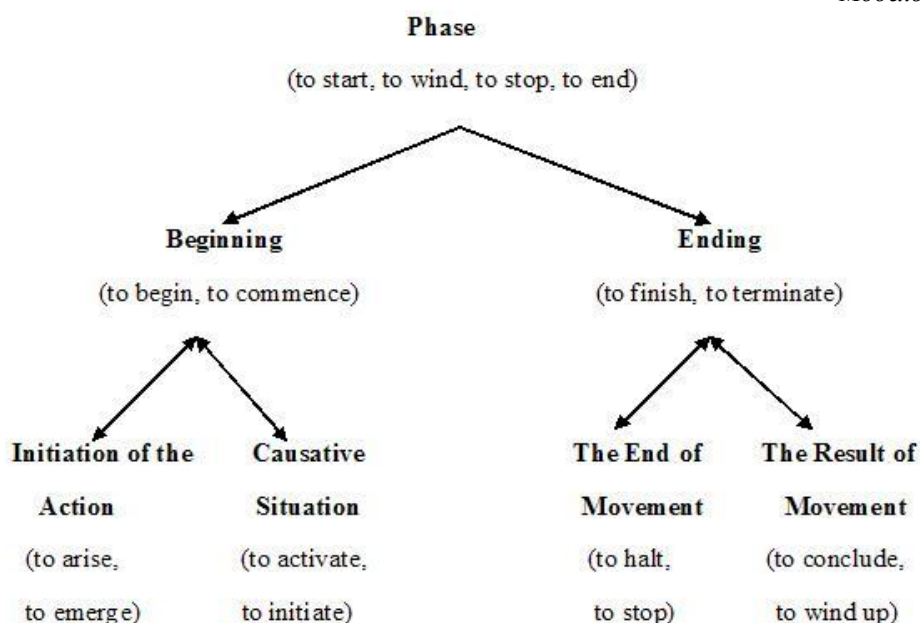 Phase
(to start, to wind, to stop, to end)
Beginning
Ending
(to begin, to commence)
(to finish, to terminate)
Initiation of the
Action
(to arise,
to emerge)
Causative
Situation
(to activate,
to initiate)
The End of
Movement
(to halt,
to stop)
The Result of
Movement
(to conclude,
to wind up)